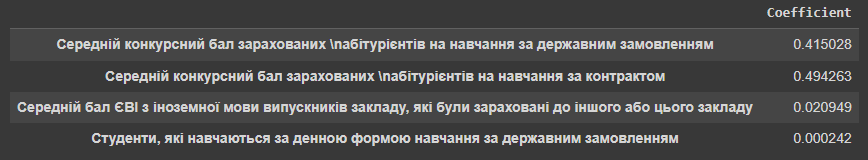 Coefficient
Середній конкурсний бал зарахованих \nабітурієнтів на навчання за державним замовленням 0.415028
Середній конкурсний бал зарахованих \nабітурієнтів на навчання за контрактом 0.494263
Середній бал ЄВІ з іноземної мови випускників закладу, які були зараховані до іншого або цього закладу 0.020949
Студенти, які навчаються за денною формою навчання за державним замовленням 0.000242